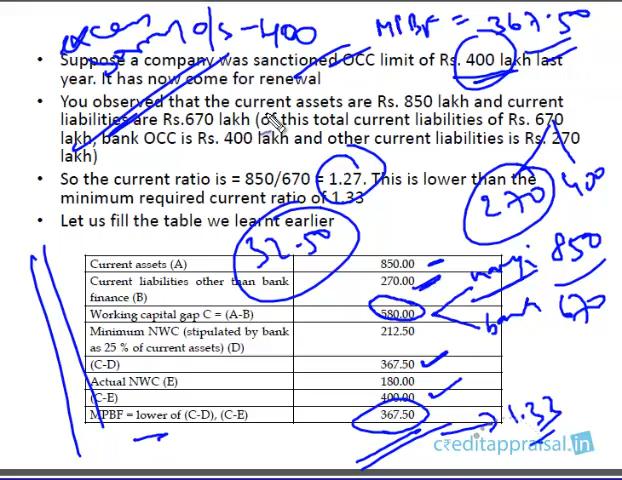 o/s - 400
MPBF = 367.50
• Suppose a company was sanctioned OCC limit of Rs. 400 lakh last
year. It has now come for renewal
• You observed that the current assets are Rs. 850 lakh and current
liabilities are Rs.670 lakh (of this total current liabilities of Rs. 670
lakh, bank OCC is Rs. 400 lakh and other current liabilities is Rs. 270
lakh)
• So the current ratio is = 850/670 = 1.27. This is lower than the
minimum required current ratio of 1.33
270 400
• Let us fill the table we learnt earlier
32.50
850
670
margin
bank
Current assets (A) 850.00
Current liabilities other than bank 270.00
finance (B)
Working capital gap C = (A-B) 580.00
Minimum NWC (stipulated by bank 212.50
as 25 % of current assets) (D)
(C-D) 367.50
Actual NWC (E) 180.00
(C-E) 400.00
MPBF = lower of (C-D), (C-E) 367.50
1.33
creditappraisal.in